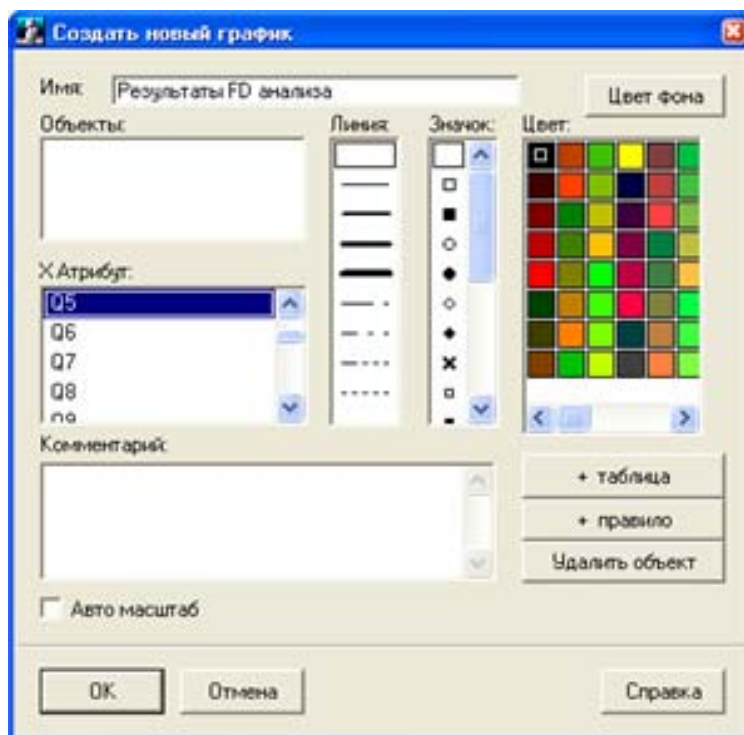 Создать новый график
Имя: Результаты FD анализа Цвет фона
Объекты: Линия: Значок: Цвет:
X Атрибут:
Q5
Q6
Q7
Q8
Q9
Комментарий:
+ таблица
+ правило
Удалить объект
Авто масштаб
OK Отмена Справка